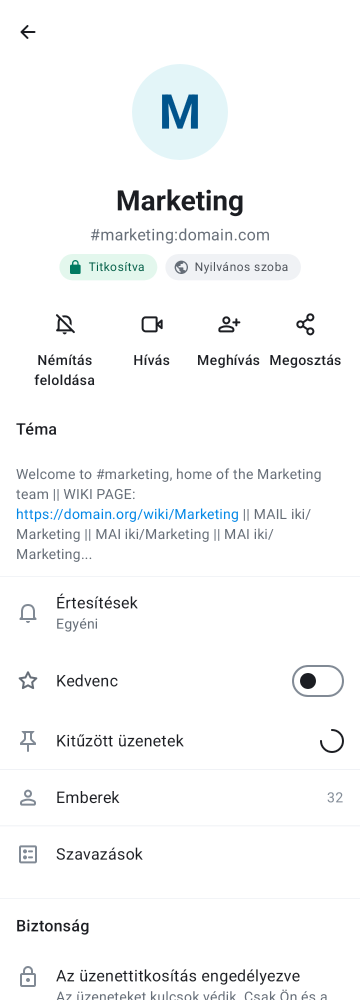 M
Marketing
#marketing:domain.com
Titkosítva
Nyilvános szoba
Némítás feloldása
Hívás
Meghívás
Megosztás
Téma
Welcome to #marketing, home of the Marketing
team || WIKI PAGE:
https://domain.org/wiki/Marketing || MAIL iki/
Marketing || MAI iki/Marketing || MAI iki/
Marketing...
Értesítések
Egyéni
Kedvenc
Kitűzött üzenetek
Emberek 32
Szavazások
Biztonság
Az üzenettitkosítás engedélyezve
Az üzeneteket kulcsok védik. Csak Ön és a